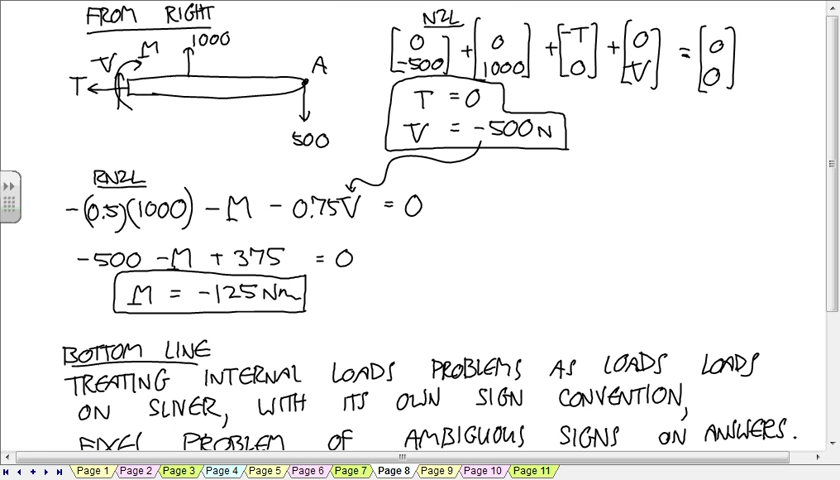 FROM RIGHT
M
1000
V
T
A
500
N2L
[0 -500] + [0 1000] + [-T 0] + [0 V] = [0 0]
T = 0
V = -500N
RN2L
-(0.5)(1000) - M - 0.75V = 0
-500 - M + 375 = 0
M = -125 Nm
BOTTOM LINE
TREATING INTERNAL LOADS PROBLEMS AS LOADS LOADS
ON SLIVER, WITH ITS OWN SIGN CONVENTION,
FIXES PROBLEM OF AMBIGUOUS SIGNS ON ANSWERS.
Page 1 Page 2 Page 3 Page 4 Page 5 Page 6 Page 7 Page 8 Page 9 Page 10 Page 11